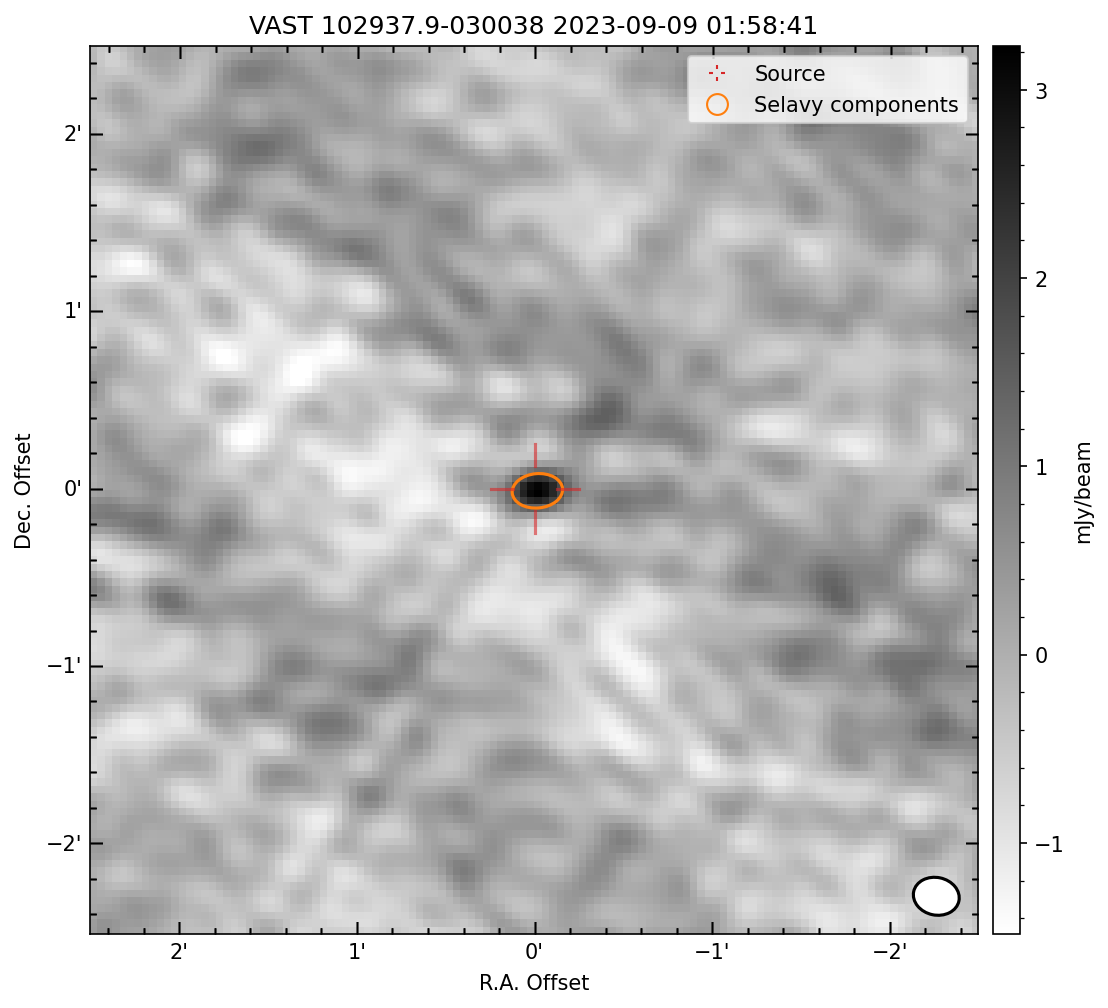 VAST 102937.9-030038 2023-09-09 01:58:41
Source
Selavy components
2'
1'
0'
−1'
−2'
Dec. Offset
2'
1'
0'
−1'
−2'
R.A. Offset
3
2
1
0
−1
mJy/beam